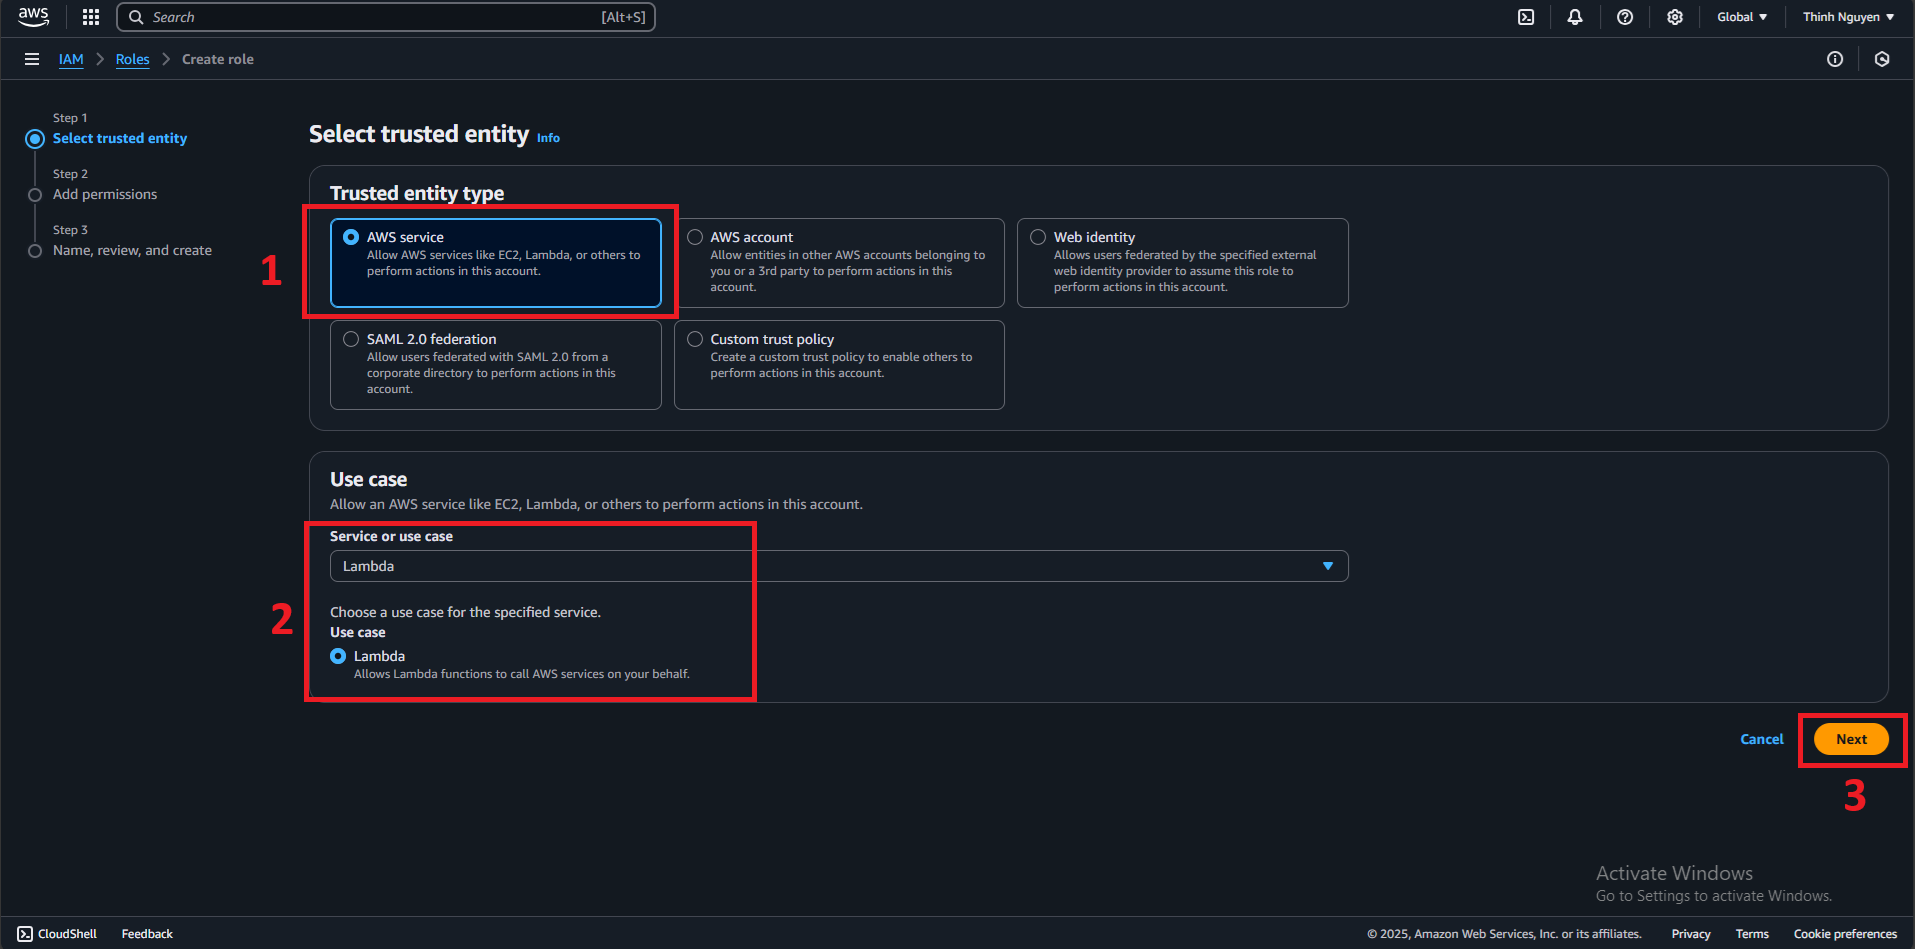 aws
Search
[Alt+S]
Global
Thinh Nguyen
IAM
Roles
Create role
Step 1
Select trusted entity
Step 2
Add permissions
Step 3
Name, review, and create
Select trusted entity Info
Trusted entity type
1
AWS service
Allow AWS services like EC2, Lambda, or others to
perform actions in this account.
AWS account
Allow entities in other AWS accounts belonging to
you or a 3rd party to perform actions in this
account.
Web identity
Allows users federated by the specified external
web identity provider to assume this role to
perform actions in this account.
SAML 2.0 federation
Allow users federated with SAML 2.0 from a
corporate directory to perform actions in this
account.
Custom trust policy
Create a custom trust policy to enable others to
perform actions in this account.
Use case
Allow an AWS service like EC2, Lambda, or others to perform actions in this account.
2
Service or use case
Lambda
Choose a use case for the specified service.
Use case
Lambda
Allows Lambda functions to call AWS services on your behalf.
Cancel
Next
3
Activate Windows
Go to Settings to activate Windows.
CloudShell
Feedback
© 2025, Amazon Web Services, Inc. or its affiliates.
Privacy
Terms
Cookie preferences